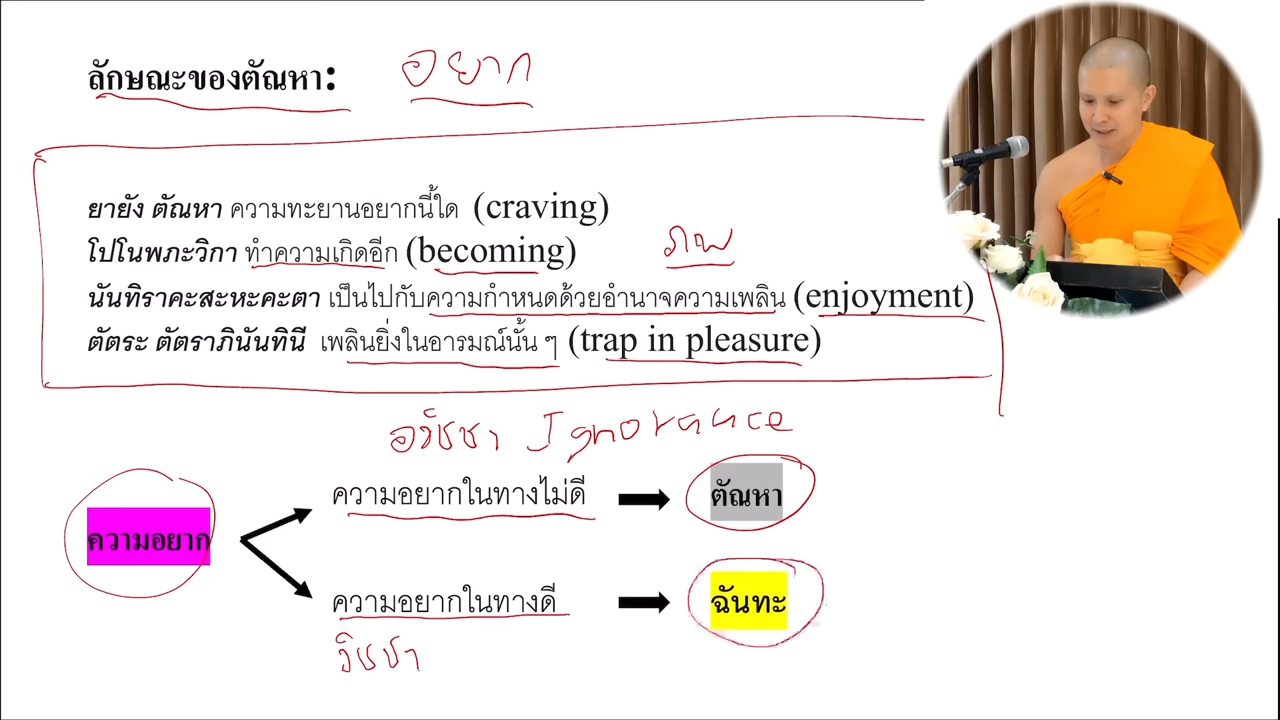 ลักษณะของตัณหา: อยาก
ยายัง ตัณหา ความทะยานอยากนี้ใด (craving)
โปโนพภะวิกา ทำความเกิดอีก (becoming) ภพ
นันทิราคะสะหะคะตา เป็นไปกับความกำหนดด้วยอำนาจความเพลิน (enjoyment)
ตัตระ ตัตราภินันทินี เพลินยิ่งในอารมณ์นั้น ๆ (trap in pleasure)
อวิชชา Ignorance
ความอยากในทางไม่ดี ตัณหา
ความอยาก
ความอยากในทางดี ฉันทะ
วิชชา